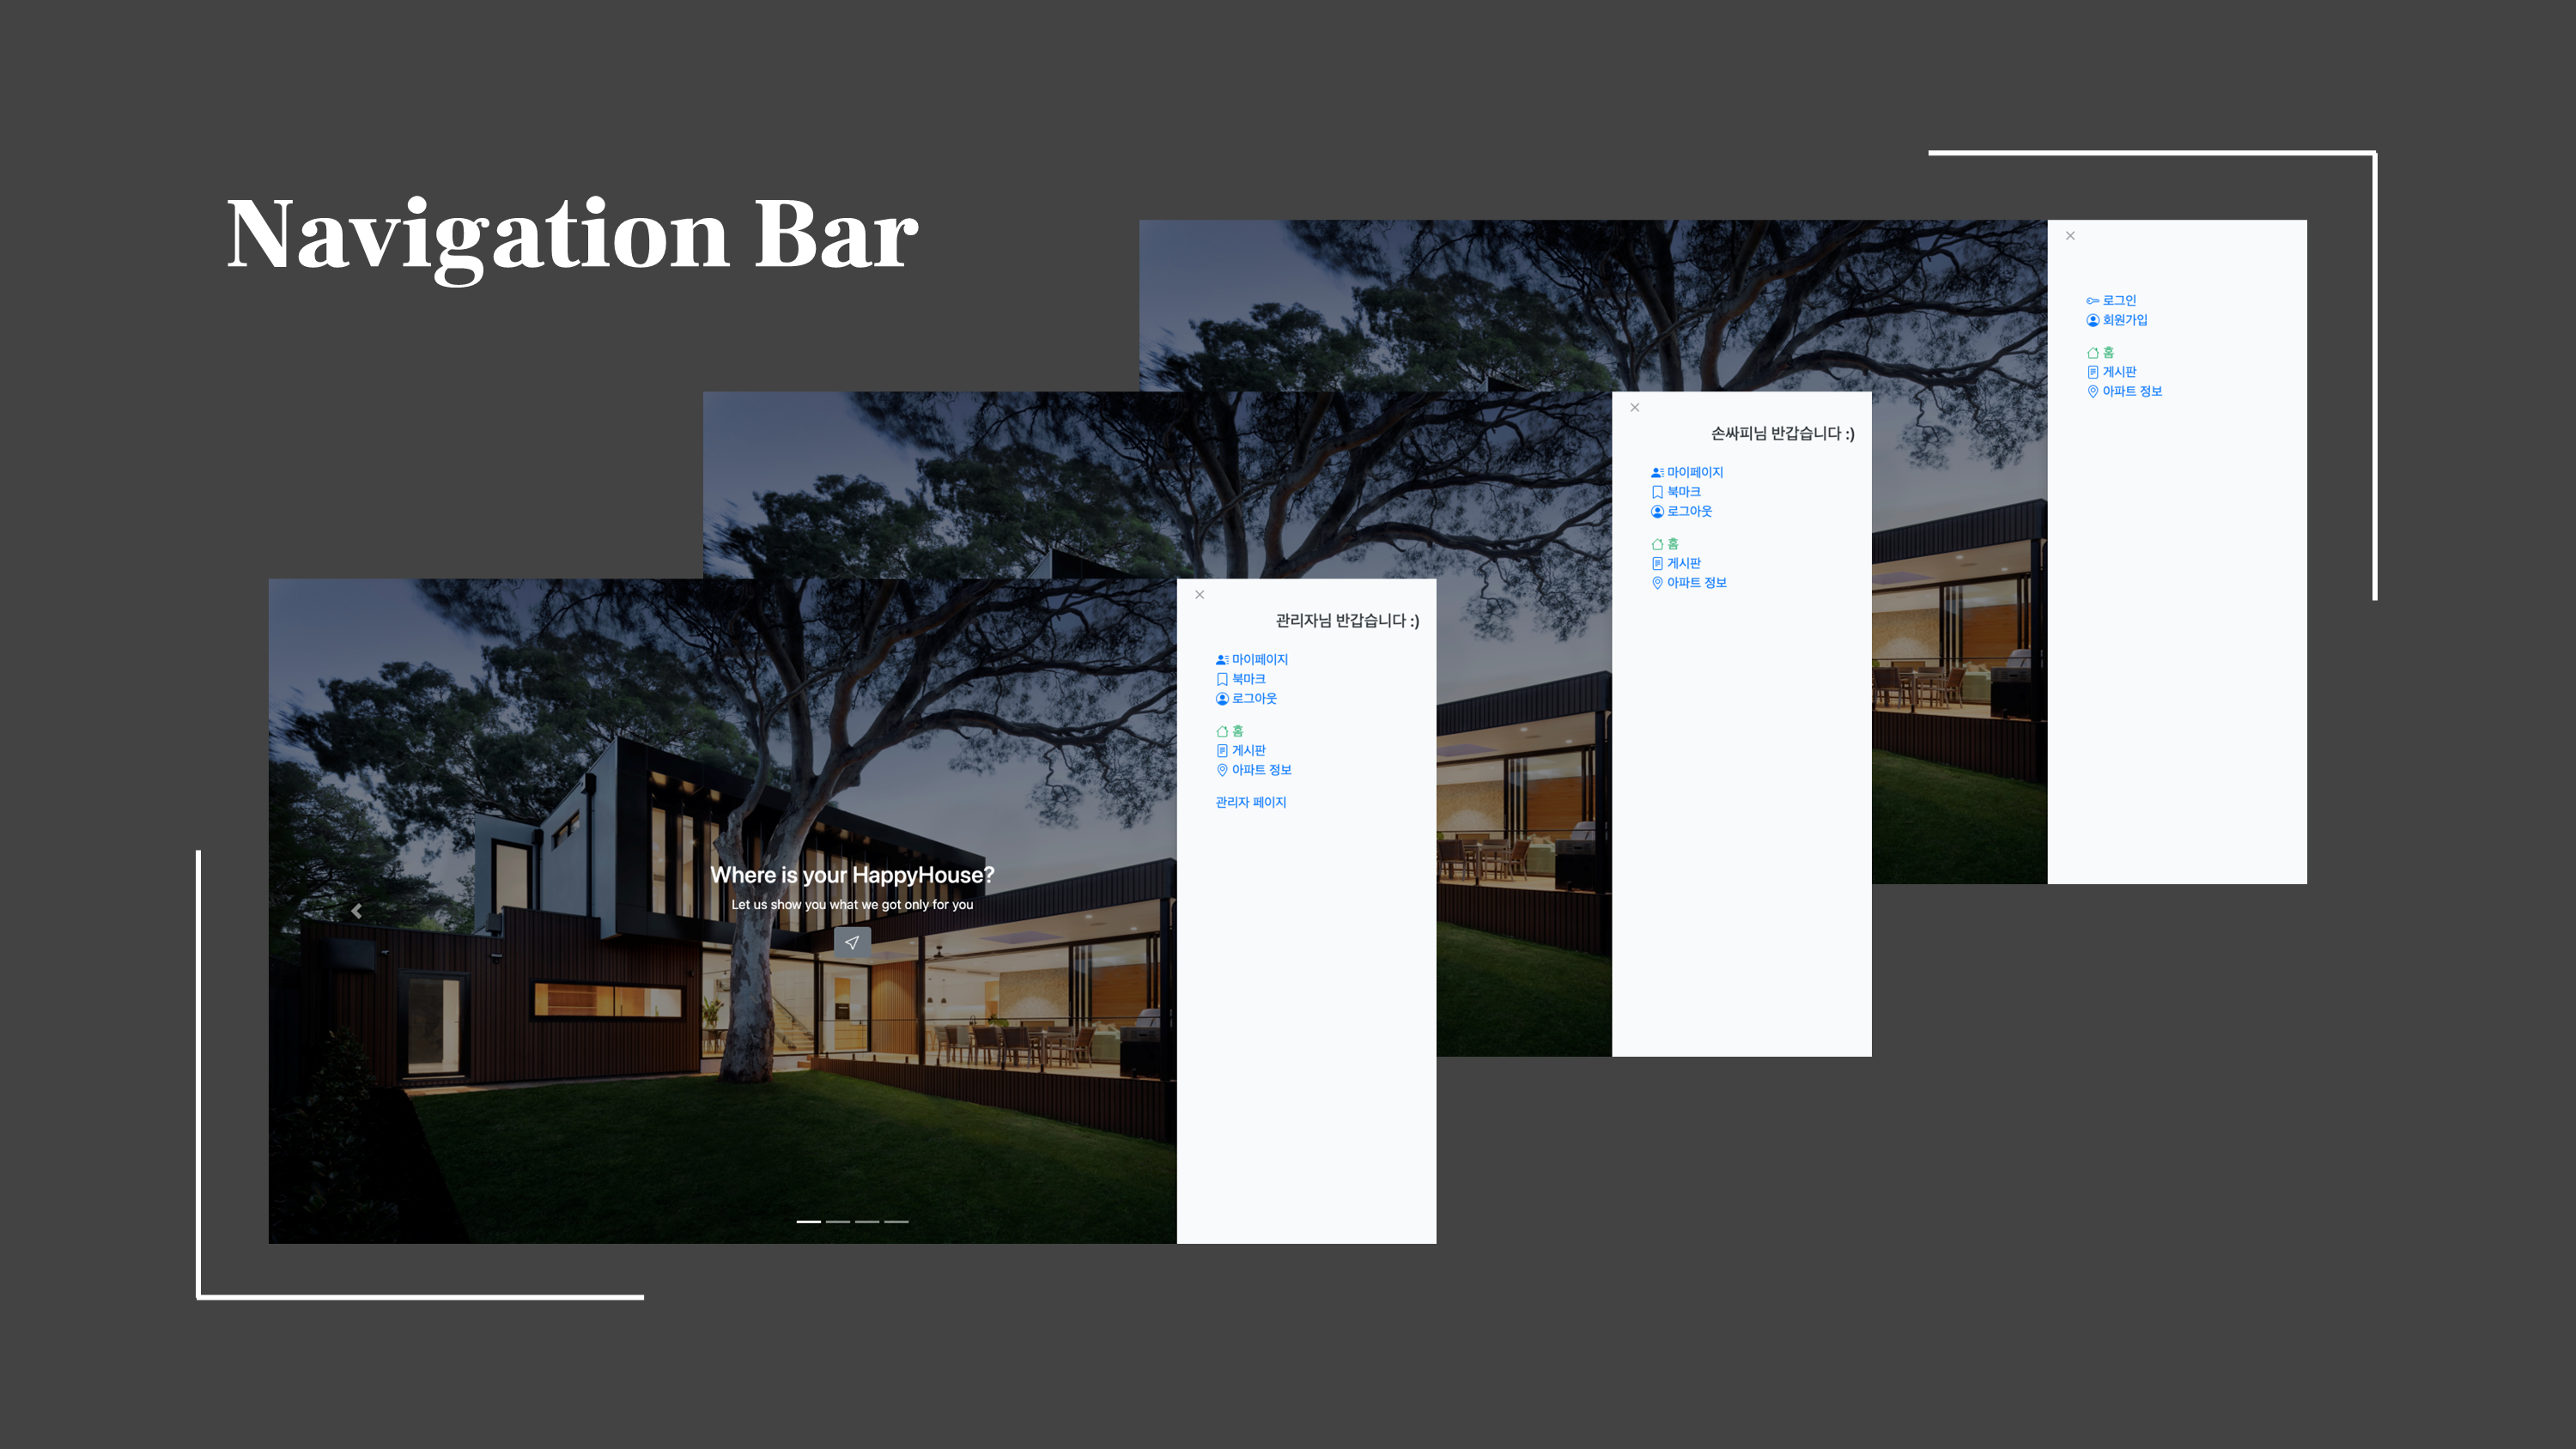 Navigation Bar
로그인
회원가입
홈
게시판
아파트 정보
손싸피님 반갑습니다 :)
마이페이지
북마크
로그아웃
홈
게시판
아파트 정보
관리자님 반갑습니다 :)
마이페이지
북마크
로그아웃
홈
게시판
아파트 정보
관리자 페이지
Where is your HappyHouse?
Let us show you what we got only for you